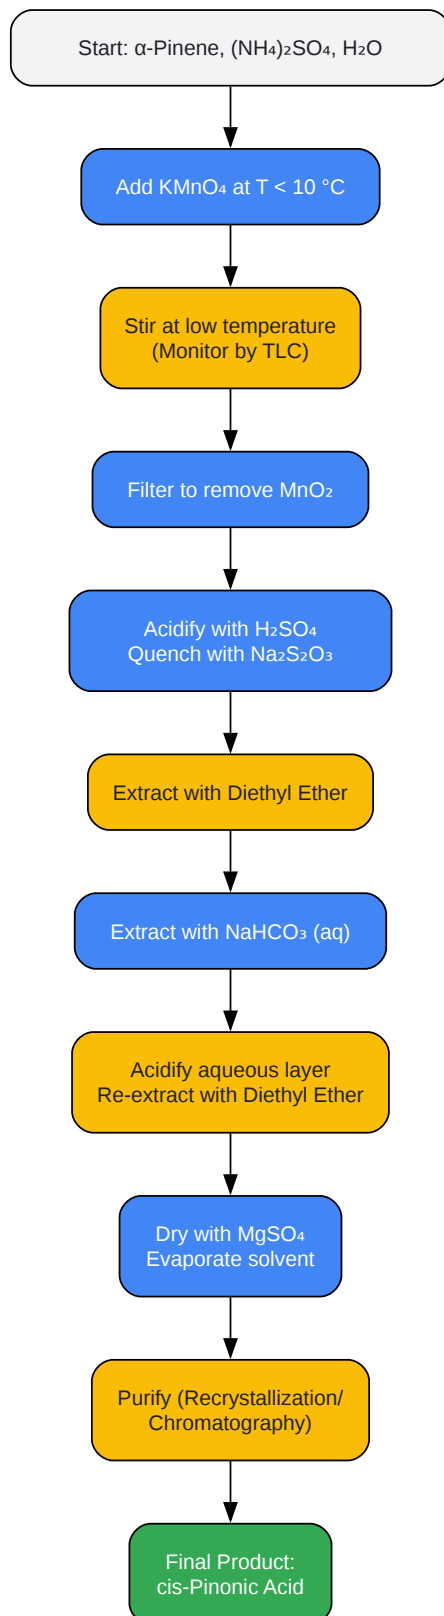 Start: α-Pinene, (NH₄)₂SO₄, H₂O
Add KMnO₄ at T < 10 °C
Stir at low temperature
(Monitor by TLC)
Filter to remove MnO₂
Acidify with H₂SO₄
Quench with Na₂S₂O₃
Extract with Diethyl Ether
Extract with NaHCO₃ (aq)
Acidify aqueous layer
Re-extract with Diethyl Ether
Dry with MgSO₄
Evaporate solvent
Purify (Recrystallization/
Chromatography)
Final Product:
cis-Pinonic Acid